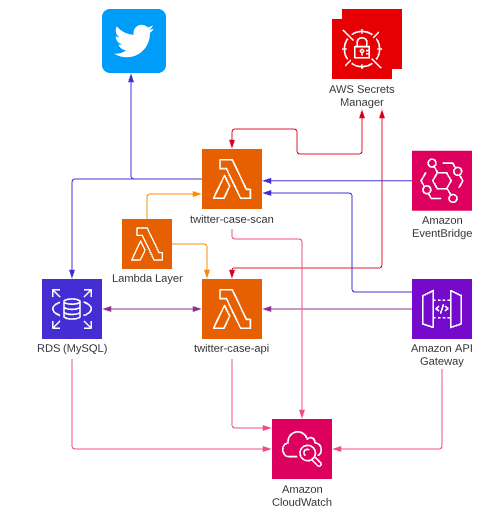 AWS Secrets
Manager
twitter-case-scan
Amazon
EventBridge
Lambda Layer
RDS (MySQL)
twitter-case-api
Amazon API
Gateway
Amazon
CloudWatch